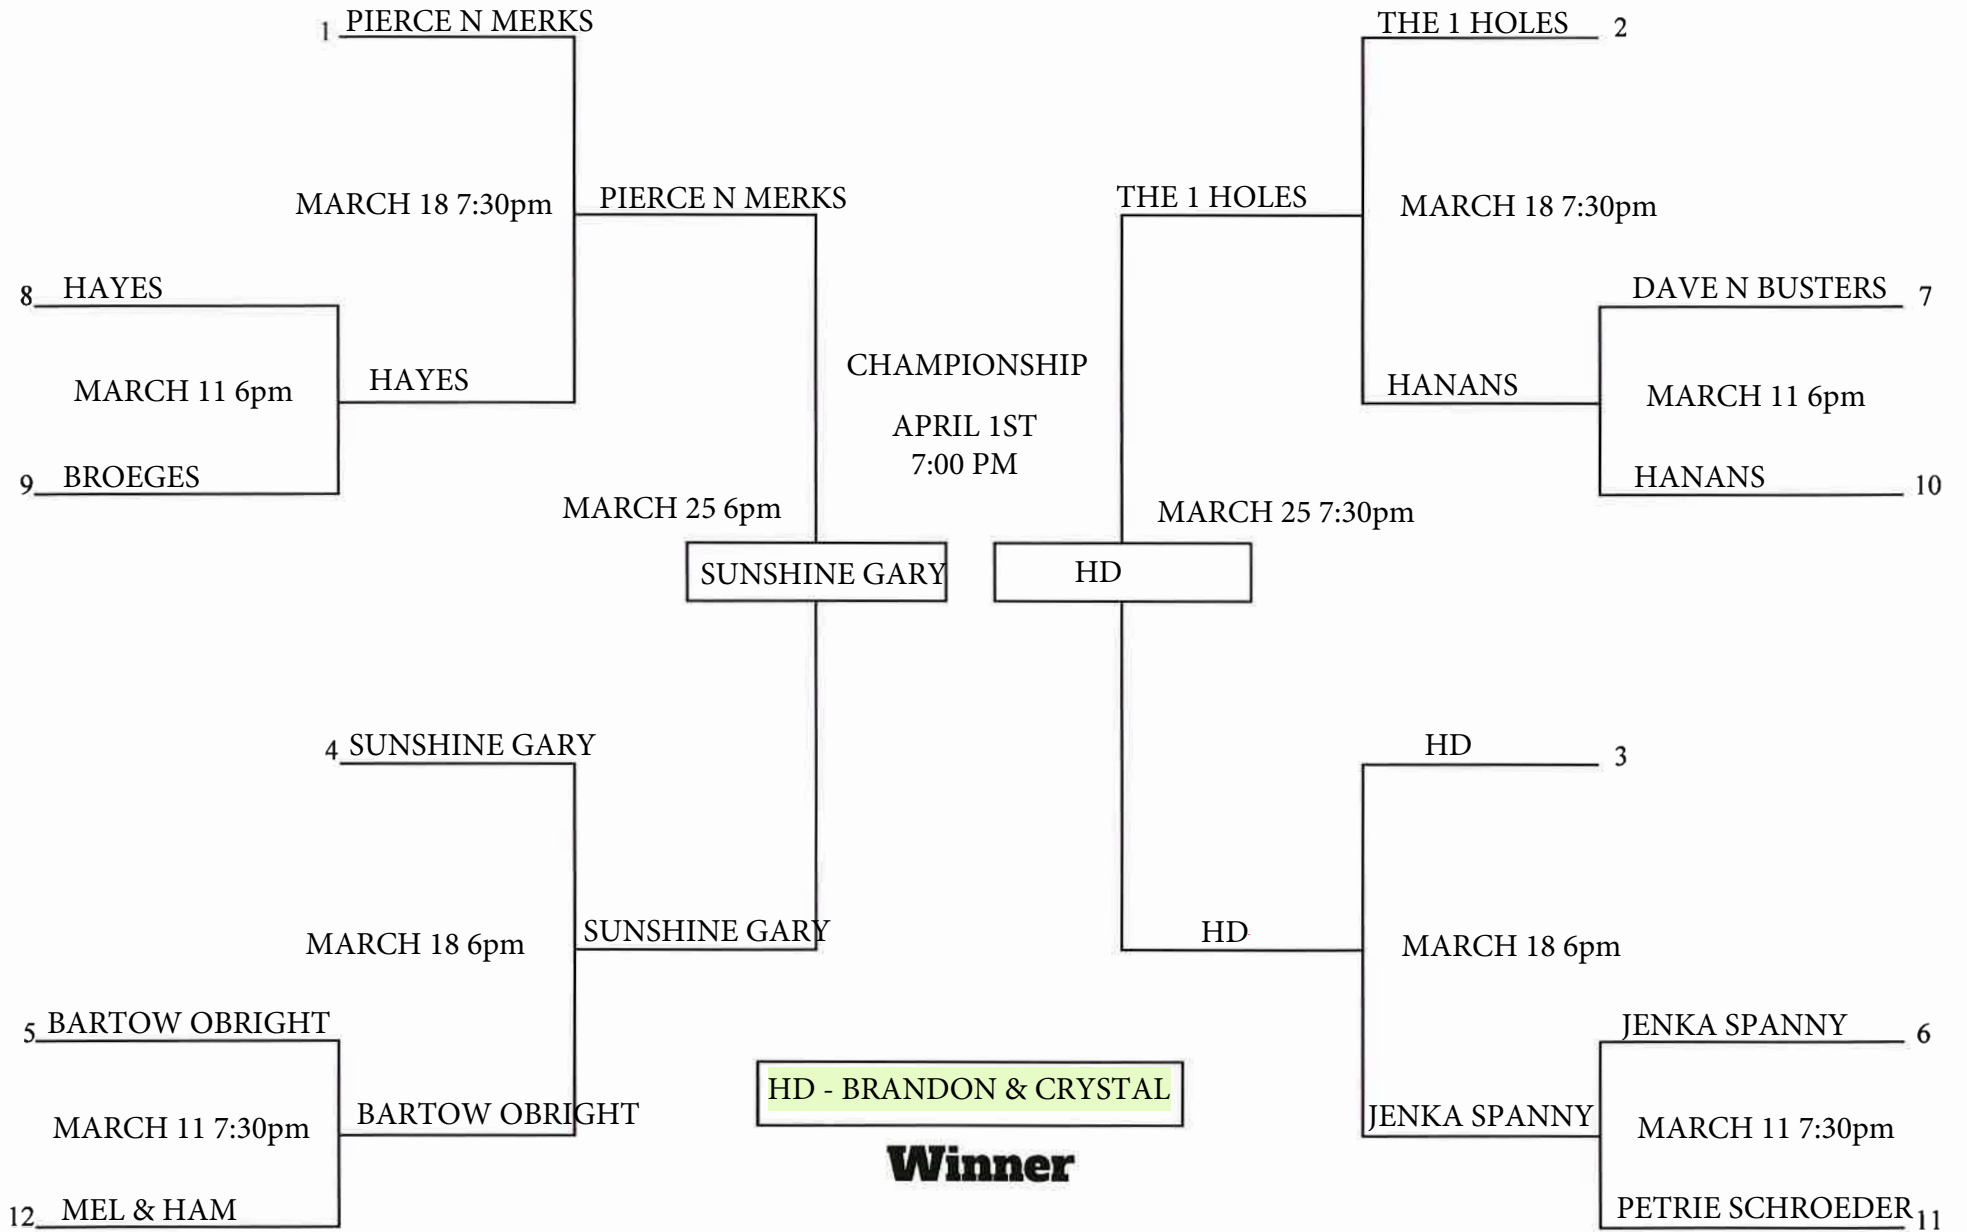 1 PIERCE N MERKS
THE 1 HOLES 2
MARCH 18 7:30pm
PIERCE N MERKS
THE 1 HOLES
MARCH 18 7:30pm
8 HAYES
DAVE N BUSTERS 7
MARCH 11 6pm
HAYES
CHAMPIONSHIP
APRIL 1ST
7:00 PM
HANANS
MARCH 11 6pm
9 BROEGES
HANANS 10
MARCH 25 6pm
MARCH 25 7:30pm
SUNSHINE GARY
HD
4 SUNSHINE GARY
HD 3
MARCH 18 6pm
SUNSHINE GARY
HD
MARCH 18 6pm
5 BARTOW OBRIGHT
JENKA SPANNY 6
MARCH 11 7:30pm
BARTOW OBRIGHT
HD - BRANDON & CRYSTAL
Winner
JENKA SPANNY
MARCH 11 7:30pm
12 MEL & HAM
PETRIE SCHROEDER 11